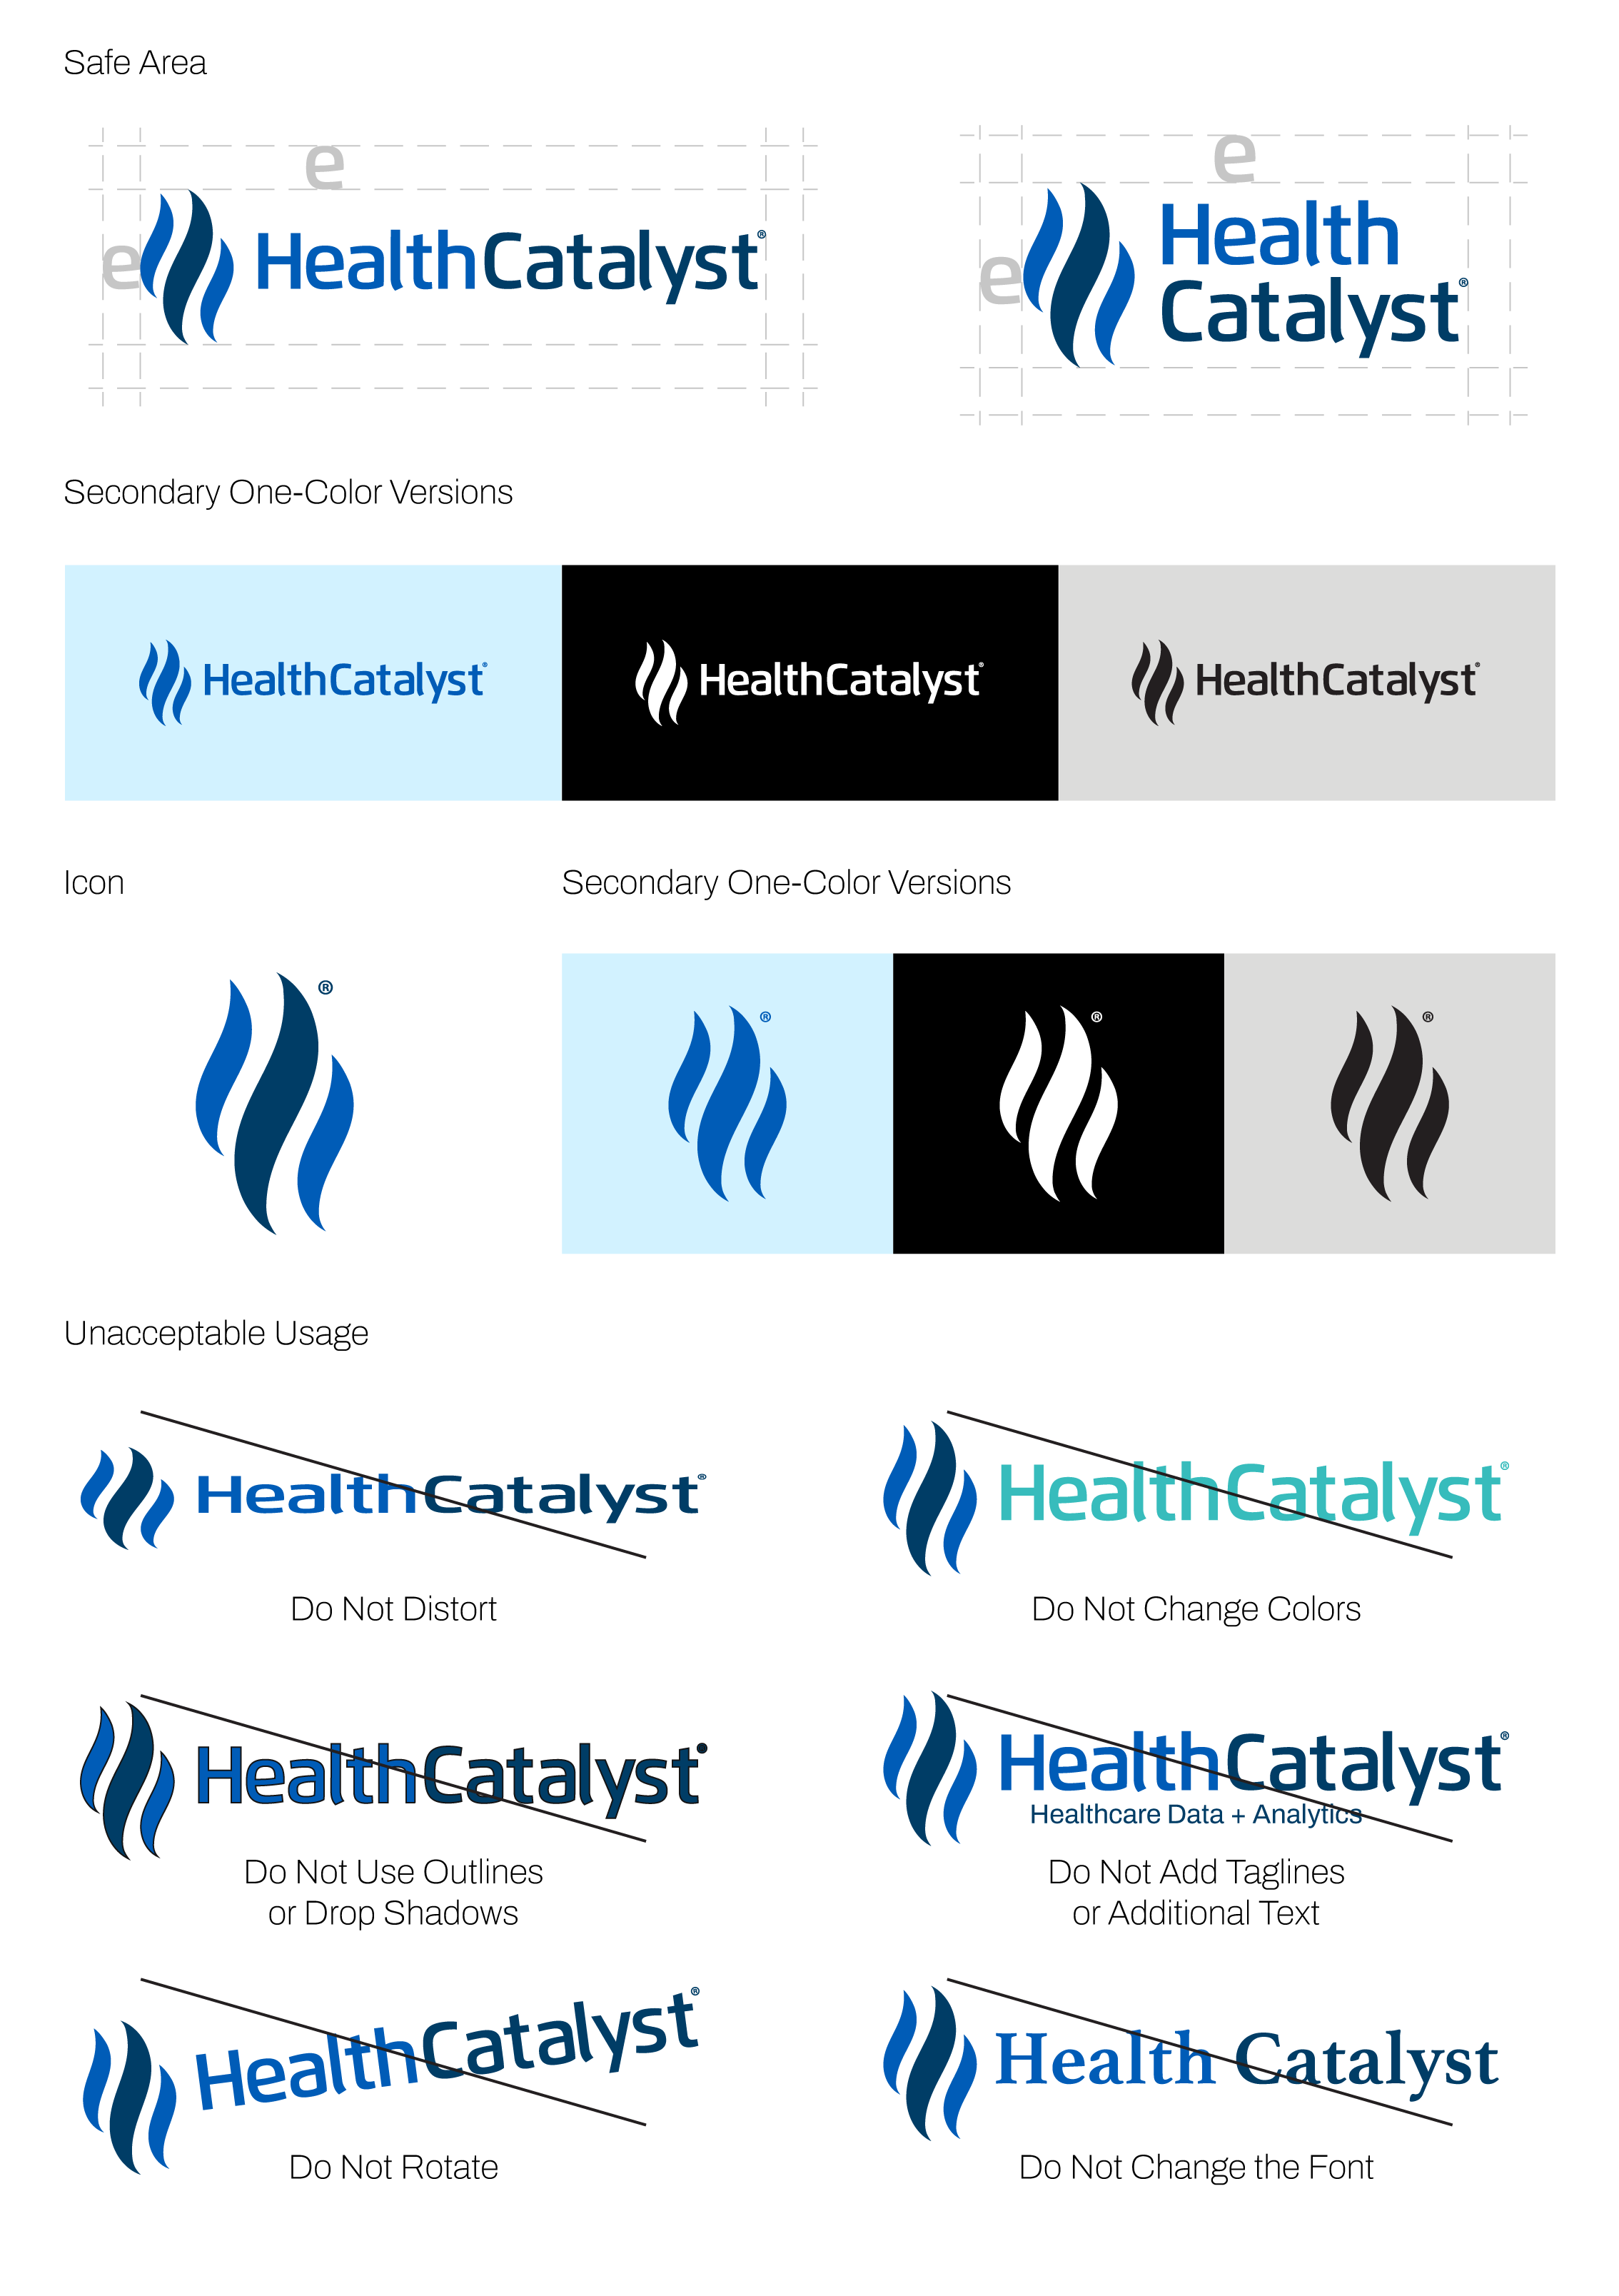 Safe Area
e
e
HealthCatalyst®
e
e
Health
Catalyst®
Secondary One-Color Versions
HealthCatalyst®
HealthCatalyst®
HealthCatalyst®
Icon
Secondary One-Color Versions
®
®
®
®
Unacceptable Usage
HealthCatalyst®
Do Not Distort
HealthCatalyst®
Do Not Change Colors
HealthCatalyst
Do Not Use Outlines
or Drop Shadows
HealthCatalyst®
Healthcare Data + Analytics
Do Not Add Taglines
or Additional Text
HealthCatalyst®
Do Not Rotate
Health Catalyst
Do Not Change the Font